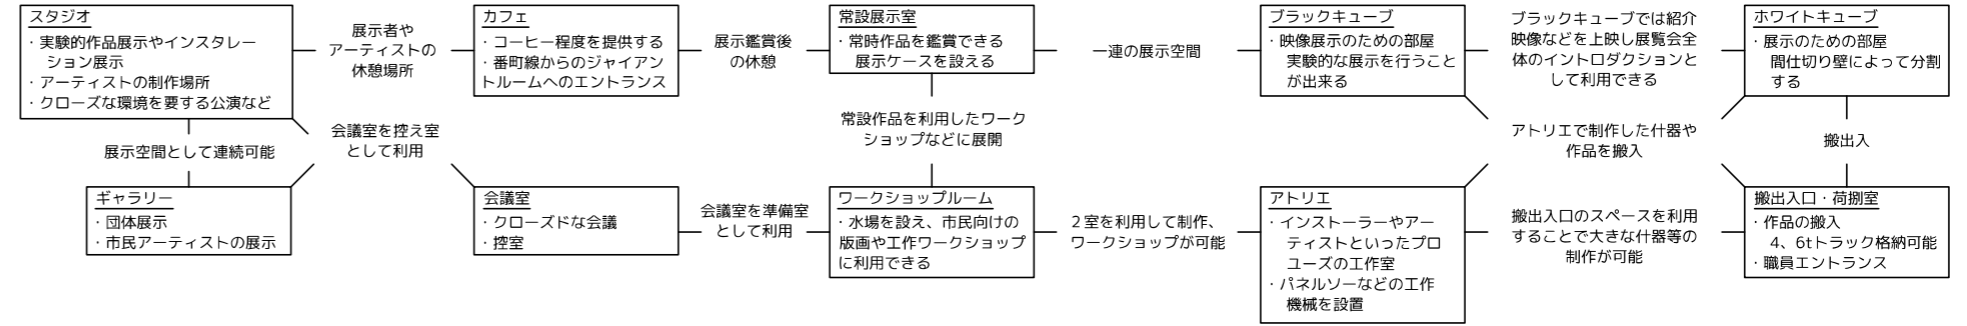 スタジオ
・実験的作品展示やインスタレー
ション展示
・アーティストの制作場所
・クローズな環境を要する公演など
展示者や
アーティストの
休憩場所
カフェ
・コーヒー程度を提供する
・番町線からのジャイアン
トルームへのエントランス
展示鑑賞後
の休憩
常設展示室
・常時作品を鑑賞できる
展示ケースを設える
一連の展示空間
ブラックキューブ
・映像展示のための部屋
実験的な展示を行うこと
が出来る
ブラックキューブでは紹介
映像などを上映し展覧会全
体のイントロダクションと
して利用できる
ホワイトキューブ
・展示のための部屋
間仕切り壁によって分割
する
展示空間として連続可能
会議室を控え室
として利用
常設作品を利用したワーク
ショップなどに展開
アトリエで制作した什器や
作品を搬入
搬出入
ギャラリー
・団体展示
・市民アーティストの展示
会議室
・クローズドな会議
・控室
会議室を準備室
として利用
ワークショップルーム
・水場を設え、市民向けの
版画や工作ワークショップ
に利用できる
２室を利用して制作、
ワークショップが可能
アトリエ
・インストーラーやアー
ティストといったプロ
ユーズの工作室
・パネルソーなどの工作
機械を設置
搬出入口のスペースを利用
することで大きな什器等の
制作が可能
搬出入口・荷捌室
・作品の搬入
4、6tトラック格納可能
・職員エントランス